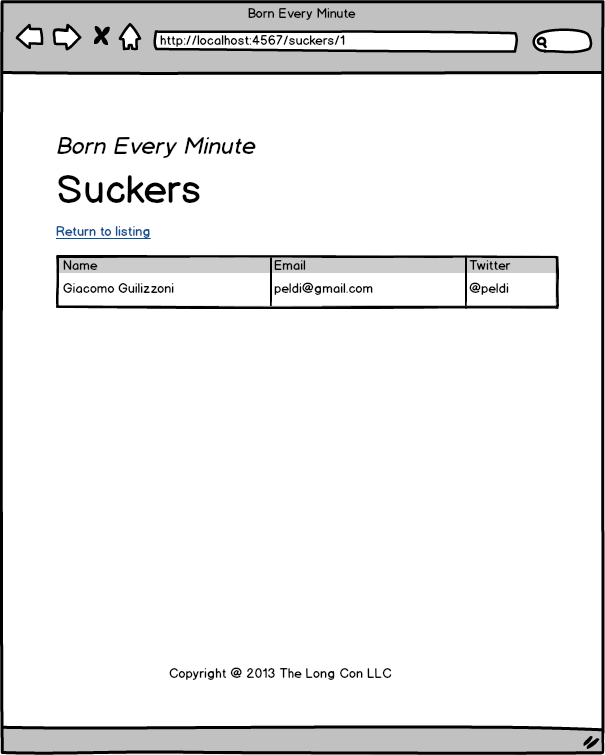 Born Every Minute
http://localhost:4567/suckers/1
Born Every Minute
Suckers
Return to listing
Name Email Twitter
Giacomo Guilizzoni peldi@gmail.com @peldi
Copyright @ 2013 The Long Con LLC